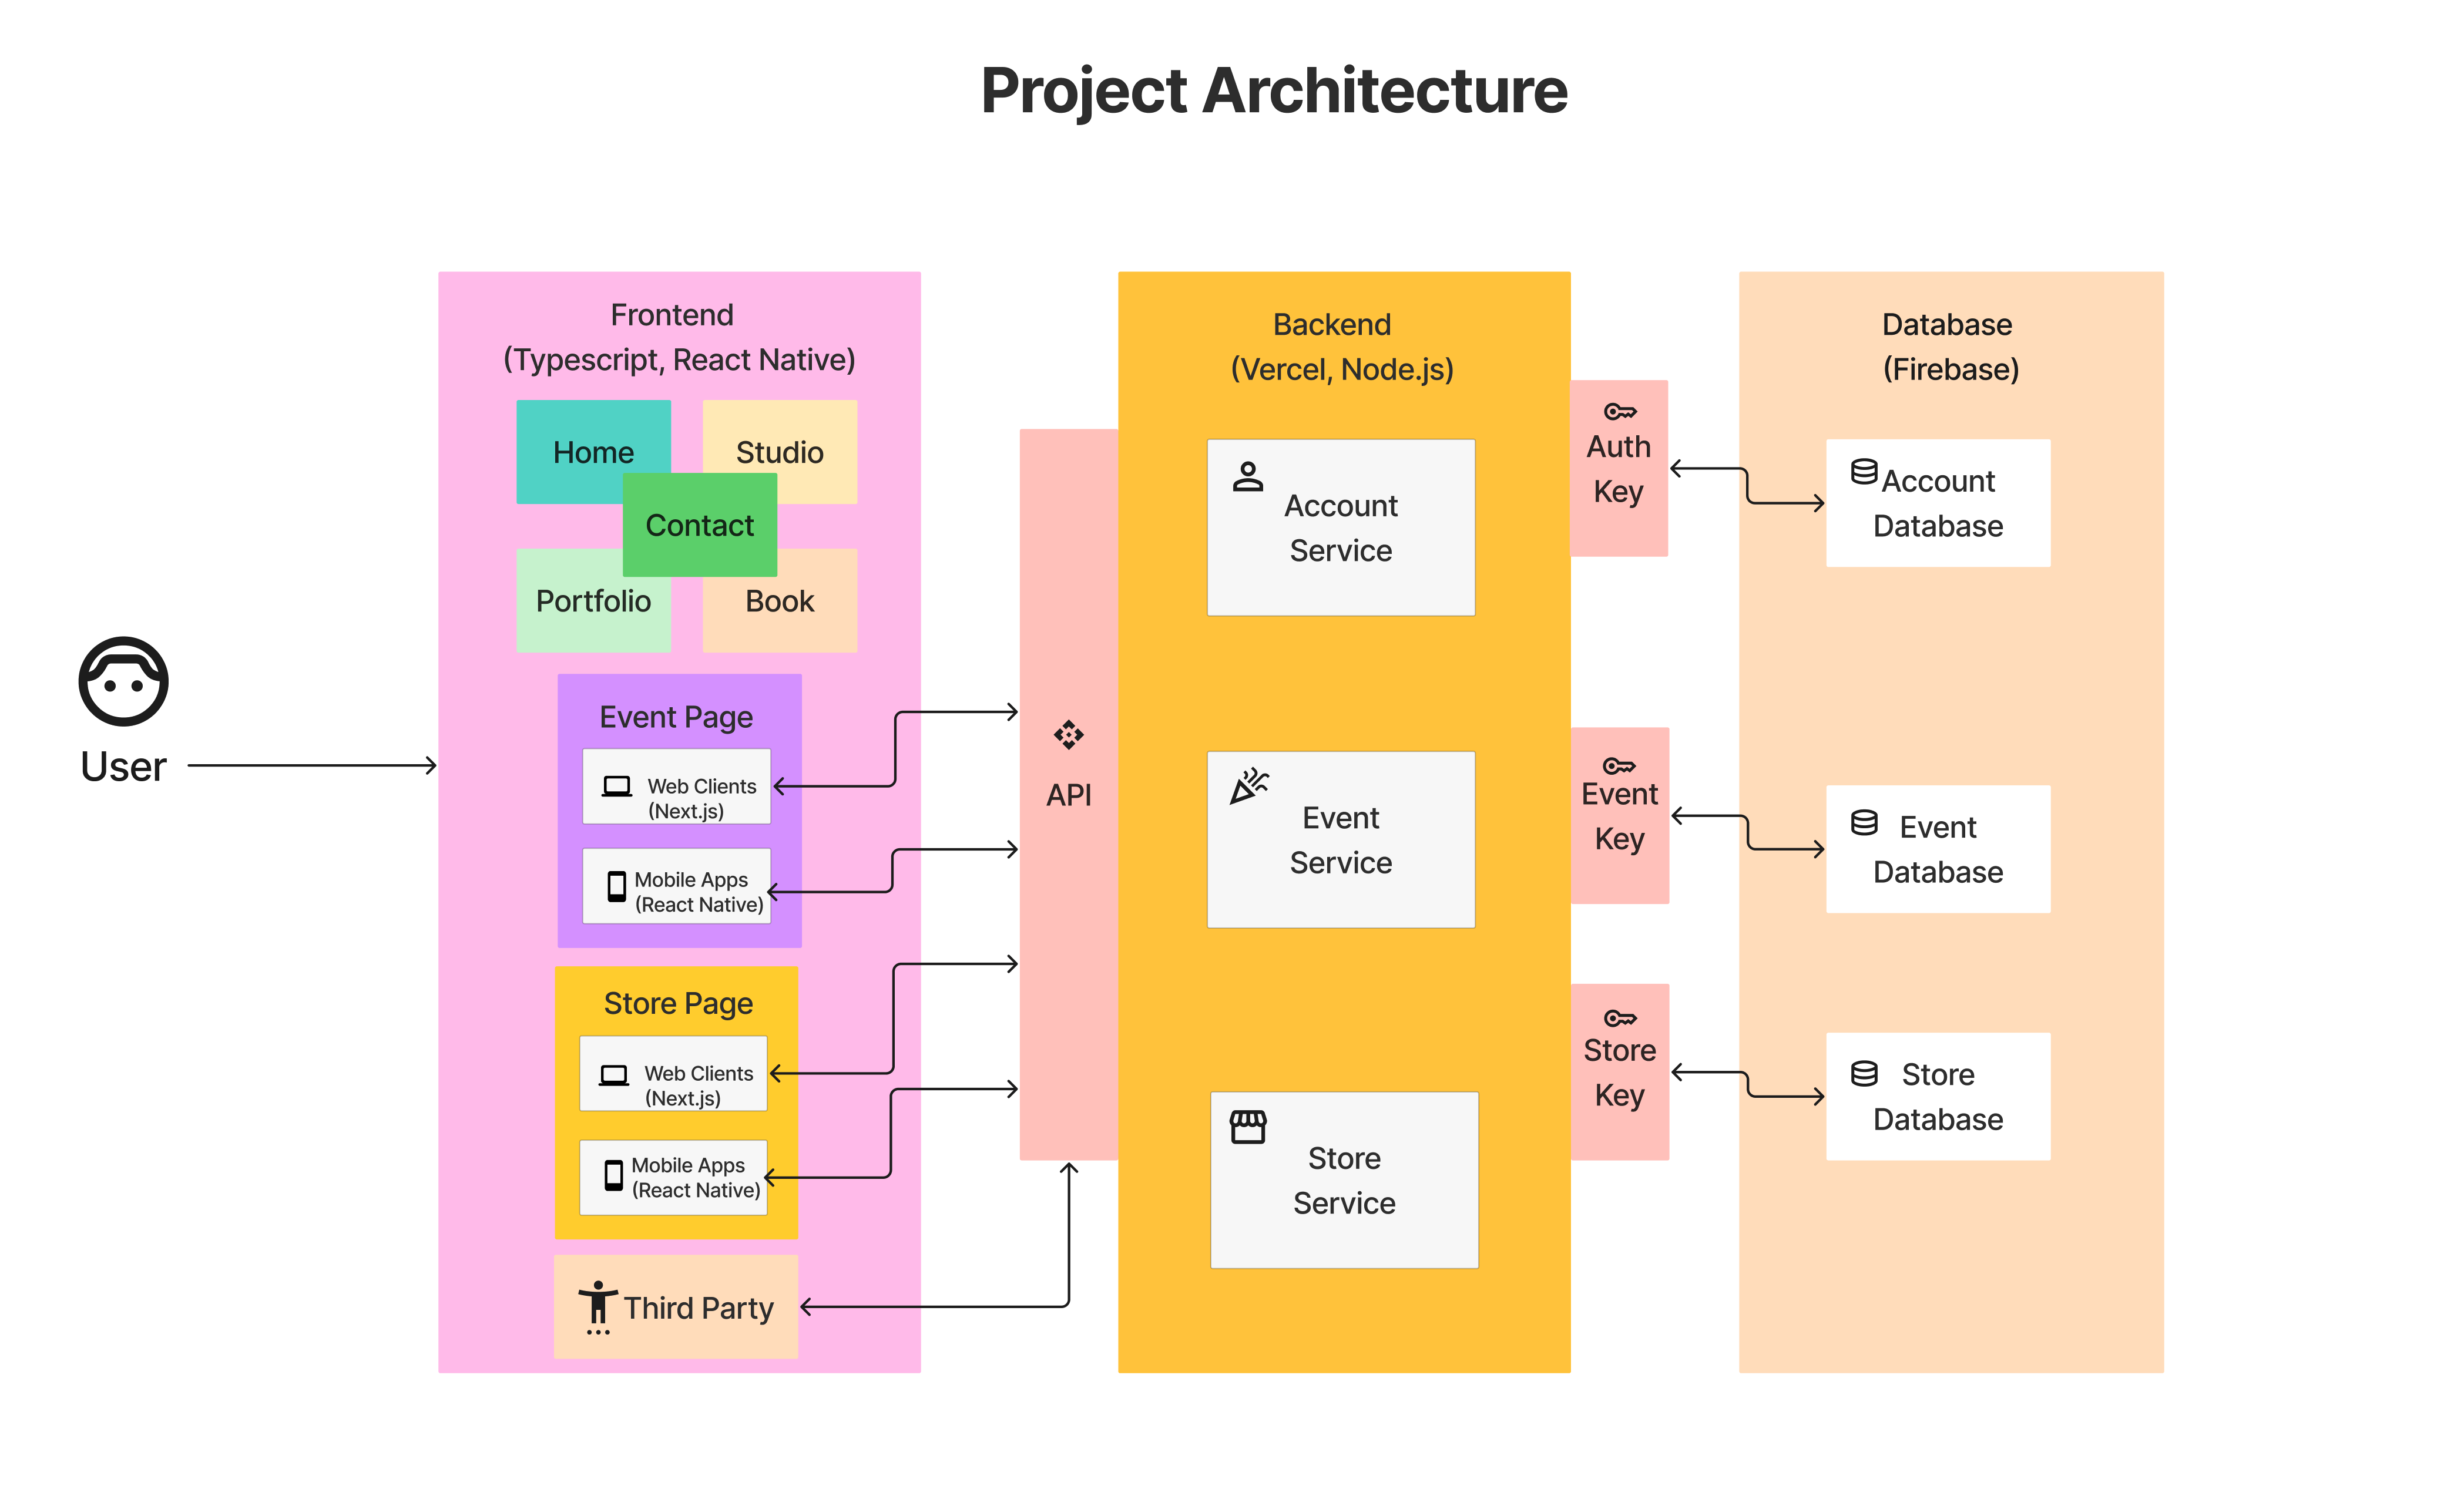 Project Architecture
User
Frontend
(Typescript, React Native)
Home
Studio
Contact
Portfolio
Book
Event Page
Web Clients
(Next.js)
Mobile Apps
(React Native)
Store Page
Web Clients
(Next.js)
Mobile Apps
(React Native)
Third Party
API
Backend
(Vercel, Node.js)
Account
Service
Event
Service
Store
Service
Auth
Key
Event
Key
Store
Key
Database
(Firebase)
Account
Database
Event
Database
Store
Database